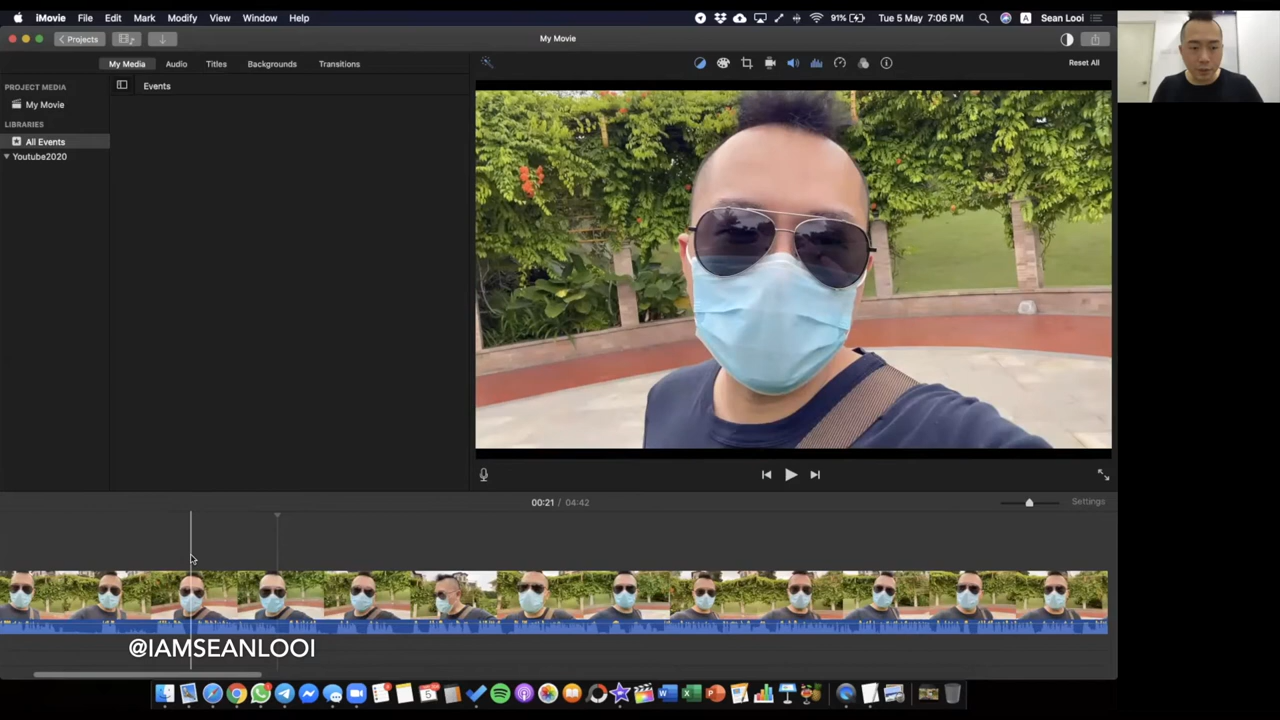 iMovie File Edit Mark Modify View Window Help 91% Tue 5 May 7:06 PM A Sean Looi
Projects My Movie
My Media Audio Titles Backgrounds Transitions Reset All
PROJECT MEDIA Events
My Movie
LIBRARIES
All Events
Youtube2020
00:21 / 04:42 Settings
@IAMSEANLOOI